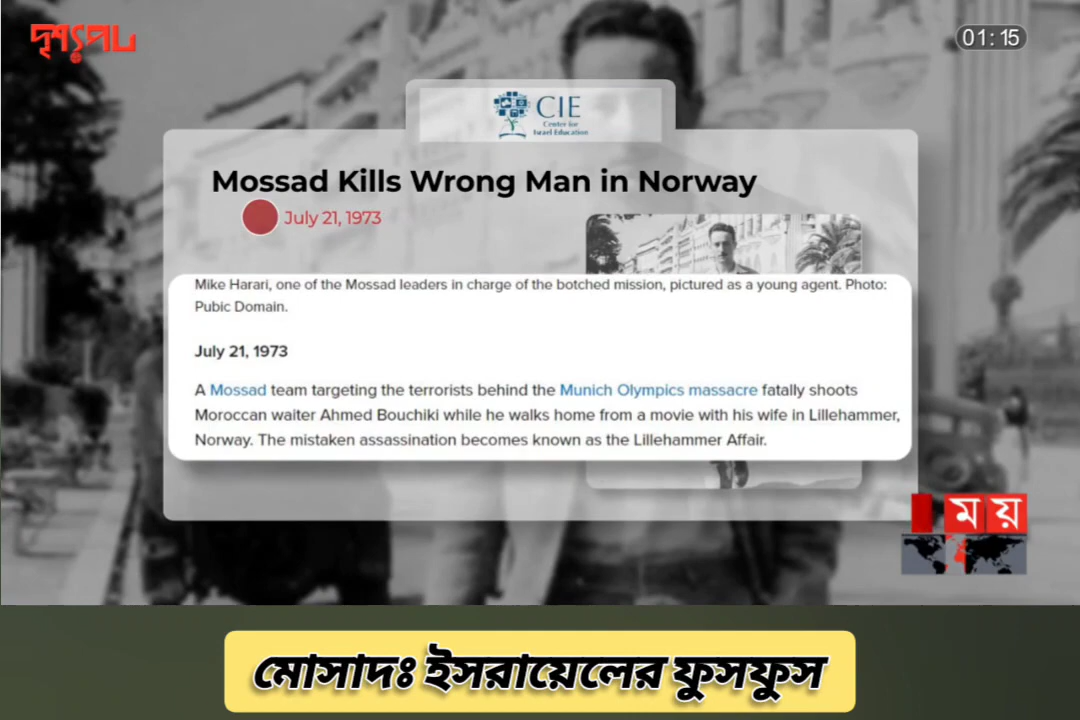 দৃশ্যপট
01:15
CIE
Center for
Israel Education
Mossad Kills Wrong Man in Norway
July 21, 1973
Mike Harari, one of the Mossad leaders in charge of the botched mission, pictured as a young agent. Photo:
Pubic Domain.
July 21, 1973
A Mossad team targeting the terrorists behind the Munich Olympics massacre fatally shoots
Moroccan waiter Ahmed Bouchiki while he walks home from a movie with his wife in Lillehammer,
Norway. The mistaken assassination becomes known as the Lillehammer Affair.
ময়
মোসাদঃ ইসরায়েলের ফুসফুস